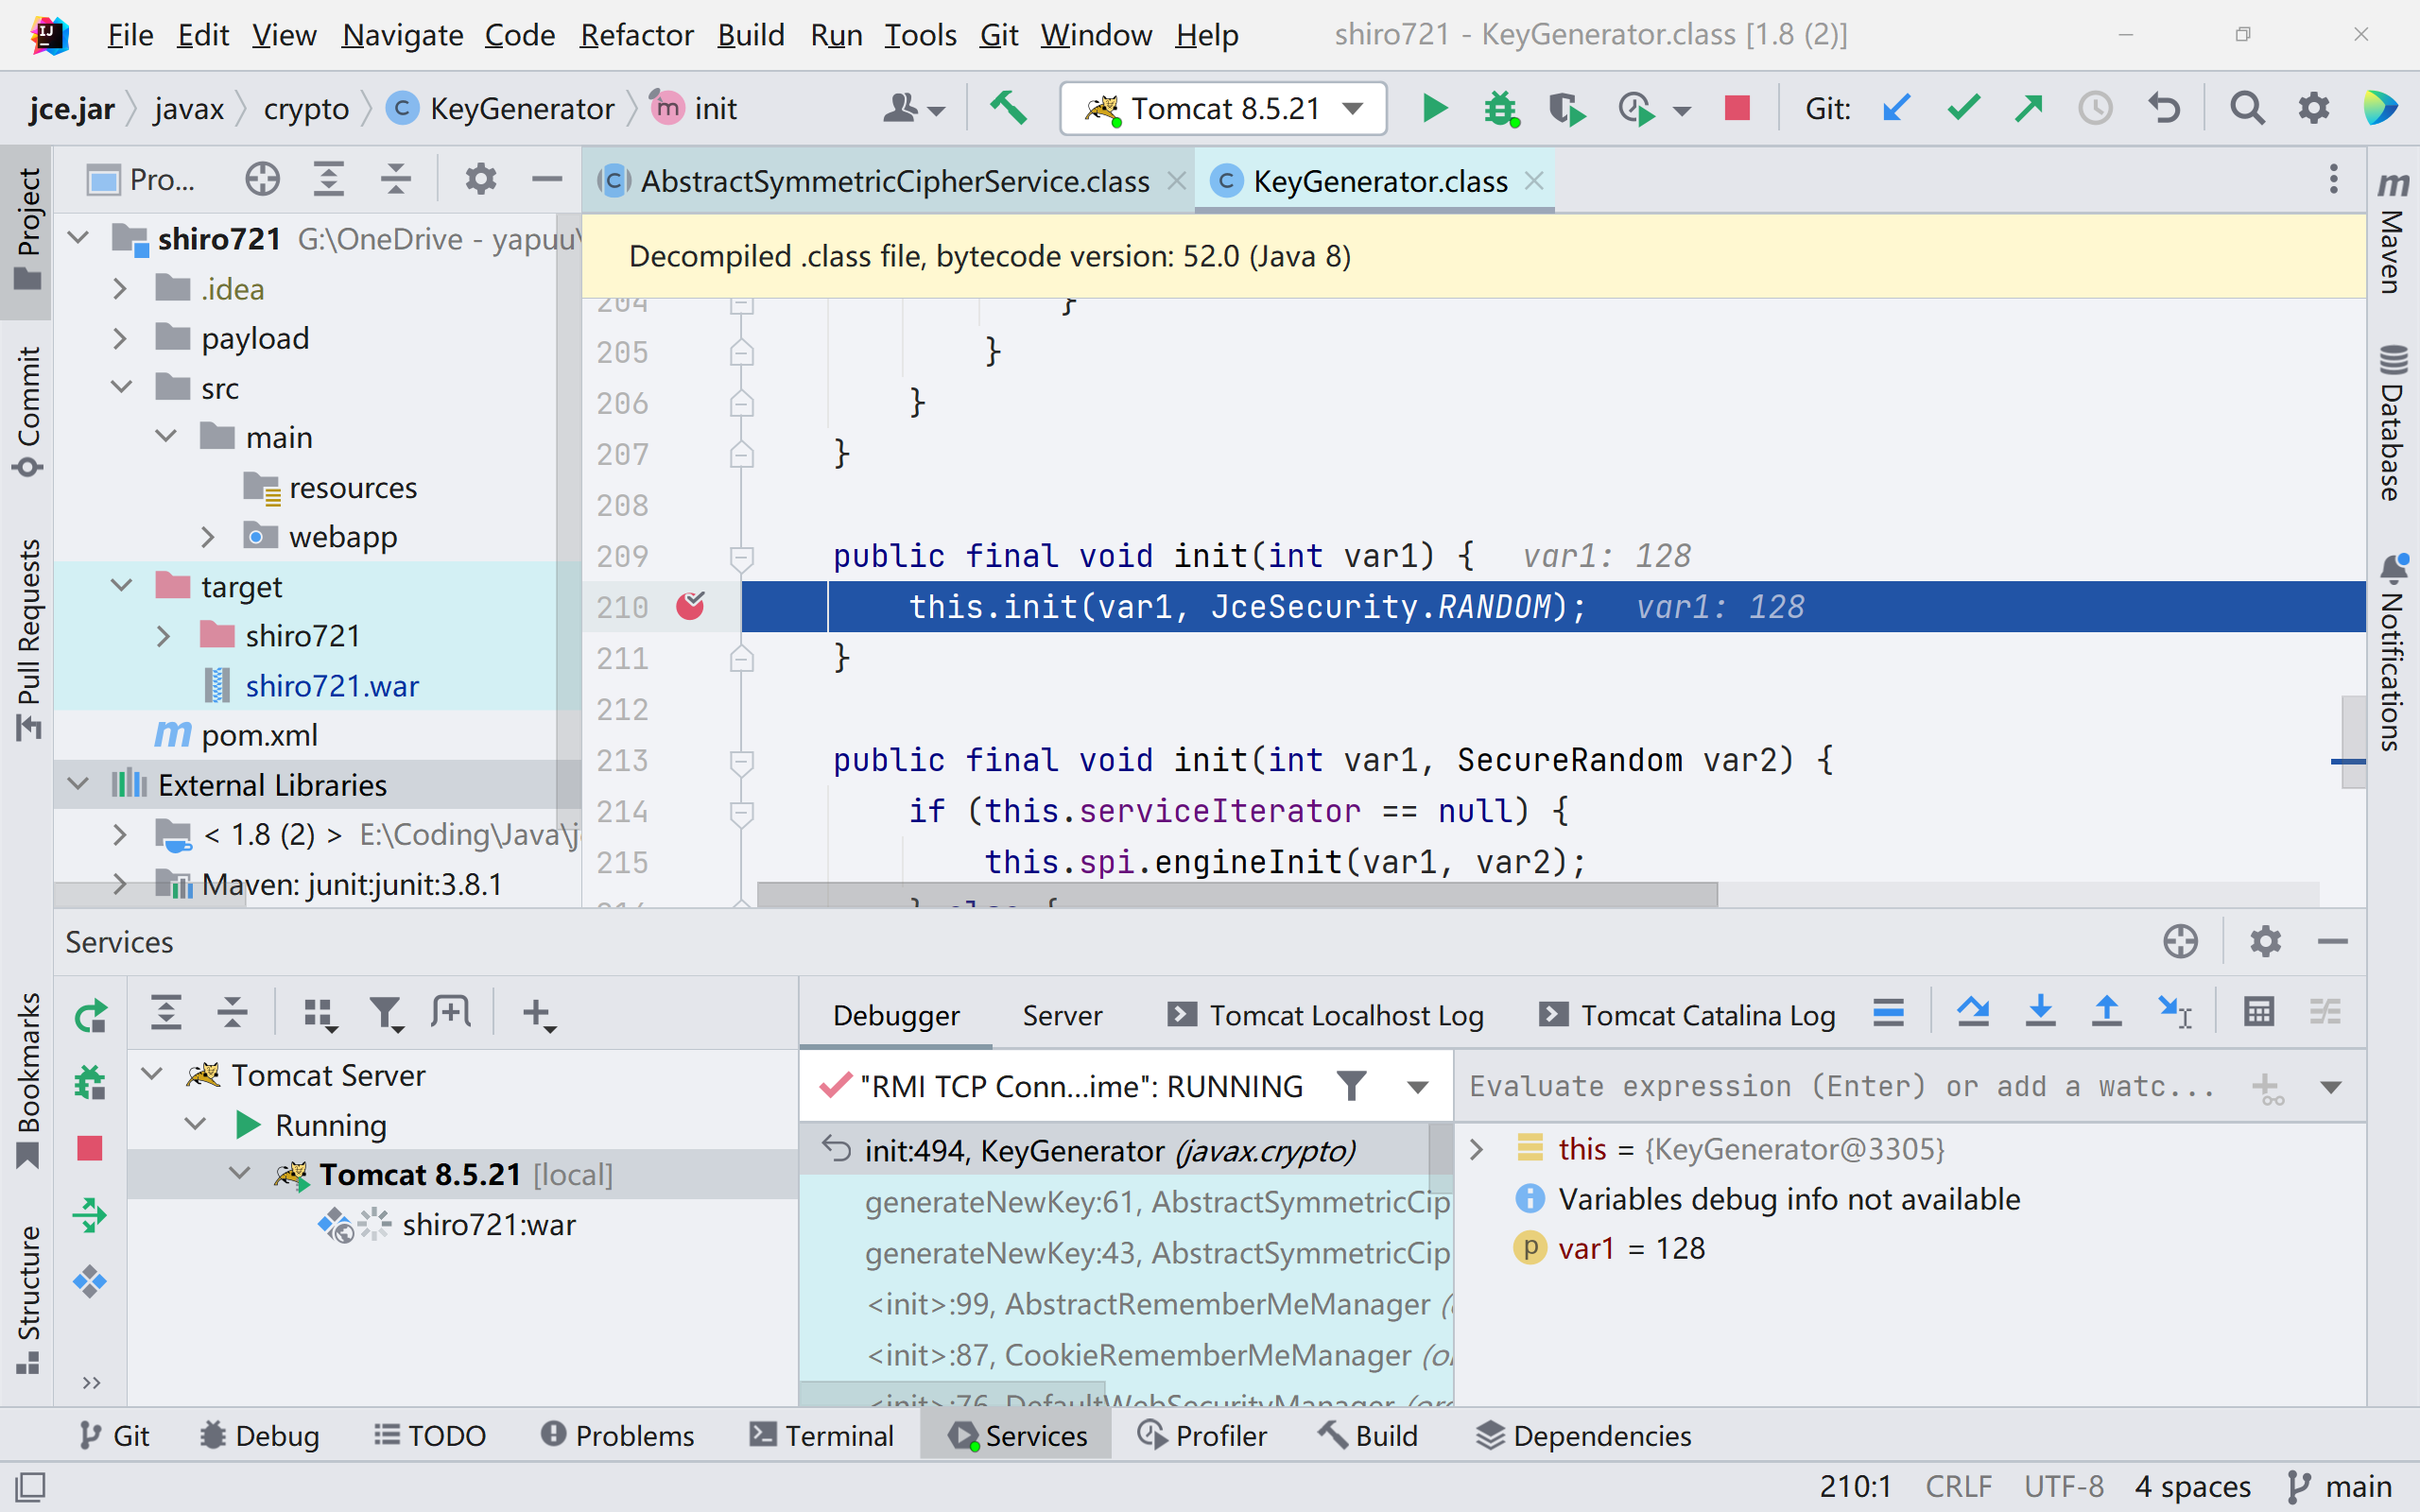 File Edit View Navigate Code Refactor Build Run Tools Git Window Help shiro721 - KeyGenerator.class [1.8 (2)]
jce.jar javax crypto KeyGenerator init Tomcat 8.5.21 Git:
Project
Commit
Pull Requests
Bookmarks
Structure
Pro...
shiro721 G:\OneDrive - yapuu\
.idea
payload
src
main
resources
webapp
target
shiro721
shiro721.war
pom.xml
External Libraries
< 1.8 (2) > E:\Coding\Java\j
Maven: junit:junit:3.8.1
AbstractSymmetricCipherService.class KeyGenerator.class
Decompiled .class file, bytecode version: 52.0 (Java 8)
204 }
205 }
206 }
207 }
208
209 public final void init(int var1) { var1: 128
210 this.init(var1, JceSecurity.RANDOM); var1: 128
211 }
212
213 public final void init(int var1, SecureRandom var2) {
214 if (this.serviceIterator == null) {
215 this.spi.engineInit(var1, var2);
} else {
Maven
Database
Notifications
Services
Tomcat Server
Running
Tomcat 8.5.21 [local]
shiro721:war
Debugger Server Tomcat Localhost Log Tomcat Catalina Log
"RMI TCP Conn...ime": RUNNING
init:494, KeyGenerator (javax.crypto)
generateNewKey:61, AbstractSymmetricCip
generateNewKey:43, AbstractSymmetricCip
<init>:99, AbstractRememberMeManager (
<init>:87, CookieRememberMeManager (o
<init>:76, DefaultWebSecurityManager (org
Evaluate expression (Enter) or add a watc...
this = {KeyGenerator@3305}
Variables debug info not available
var1 = 128
Git Debug TODO Problems Terminal Services Profiler Build Dependencies
210:1 CRLF UTF-8 4 spaces main